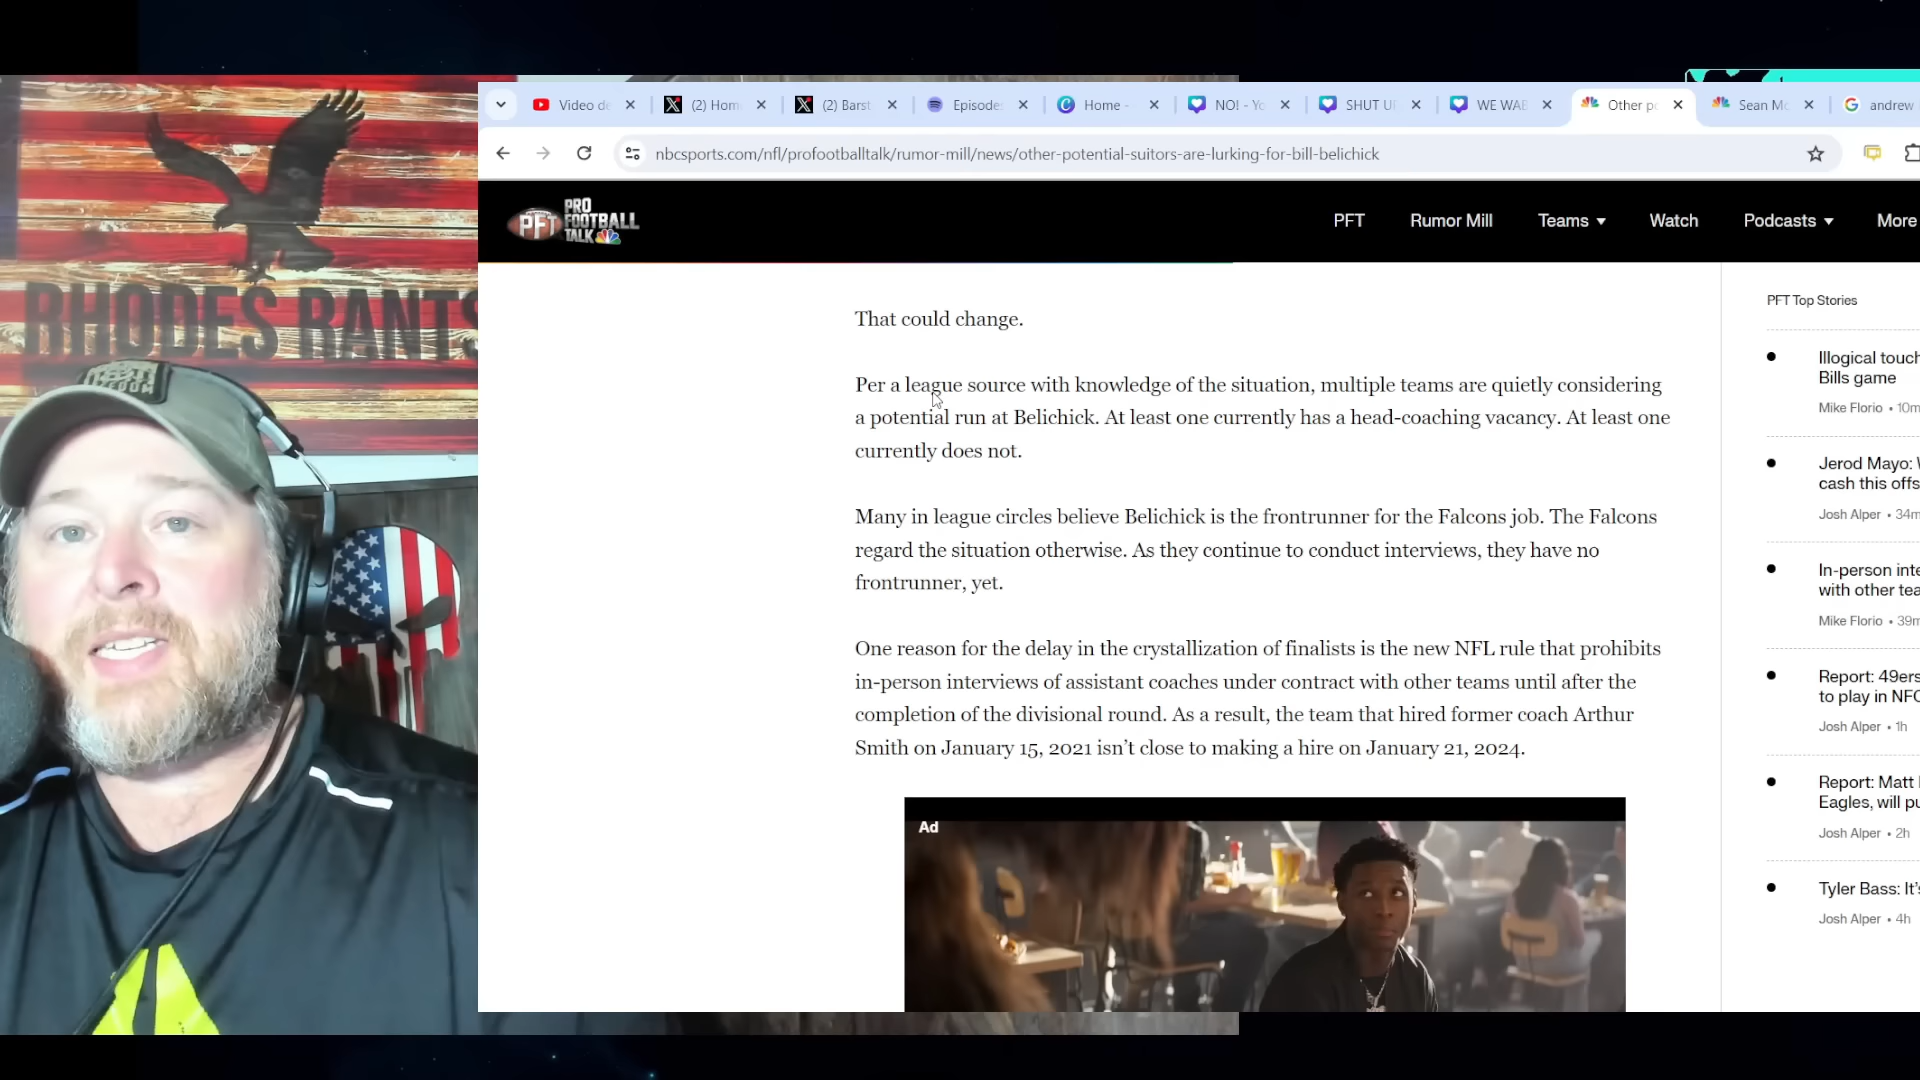 RHODES RANTS
Video de
(2) Hom
(2) Barst
Episode
Home -
NO! - Yo
SHUT U
WE WAB
Other po
Sean Mc
andrew
nbcsports.com/nfl/profootballtalk/rumor-mill/news/other-potential-suitors-are-lurking-for-bill-belichick
PFT
PRO
FOOTBALL
TALK
PFT
Rumor Mill
Teams
Watch
Podcasts
More
That could change.
Per a league source with knowledge of the situation, multiple teams are quietly considering
a potential run at Belichick. At least one currently has a head-coaching vacancy. At least one
currently does not.
Many in league circles believe Belichick is the frontrunner for the Falcons job. The Falcons
regard the situation otherwise. As they continue to conduct interviews, they have no
frontrunner, yet.
One reason for the delay in the crystallization of finalists is the new NFL rule that prohibits
in-person interviews of assistant coaches under contract with other teams until after the
completion of the divisional round. As a result, the team that hired former coach Arthur
Smith on January 15, 2021 isn't close to making a hire on January 21, 2024.
Ad
PFT Top Stories
Illogical touch
Bills game
Mike Florio • 10m
Jerod Mayo: W
cash this offs
Josh Alper • 34m
In-person inte
with other tea
Mike Florio • 39m
Report: 49ers
to play in NFC
Josh Alper • 1h
Report: Matt
Eagles, will pu
Josh Alper • 2h
Tyler Bass: It's
Josh Alper • 4h